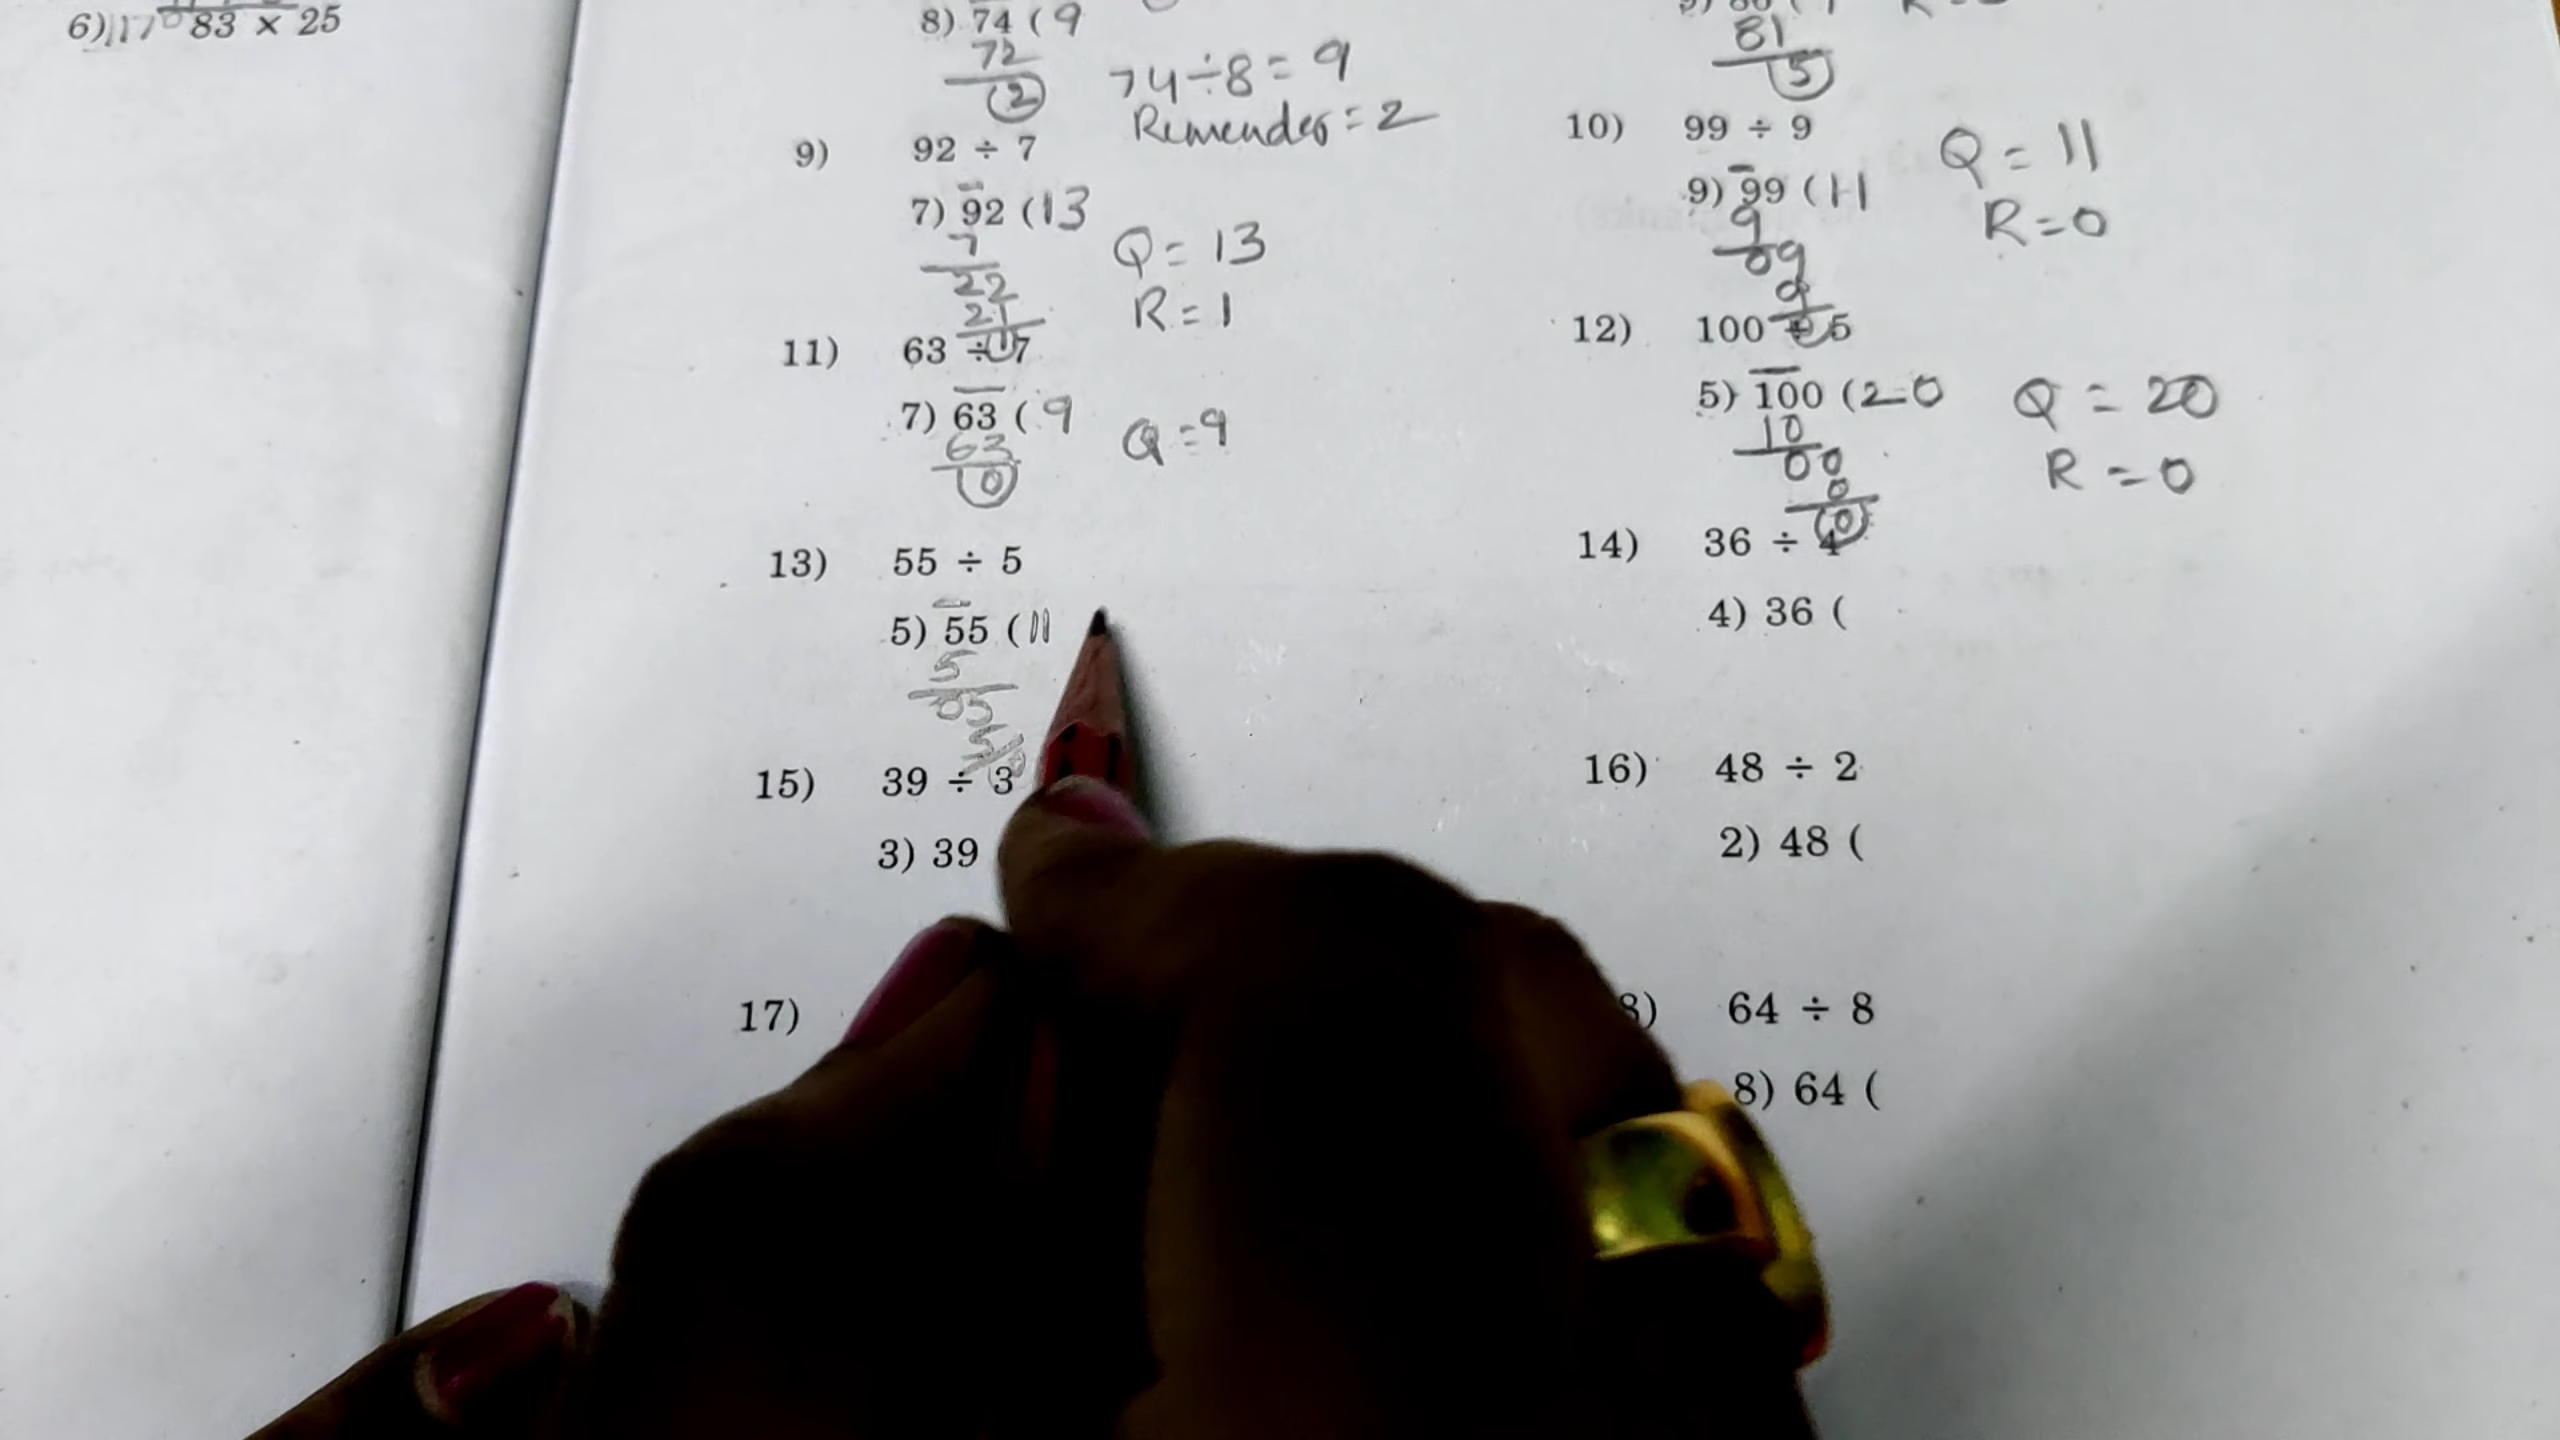 6) 83 × 25
8) 74 ( 9
72
2
74÷8 = 9
Remender = 2
81
5
9) 92 ÷ 7
7) 92 ( 13
7
22
21
1
Q = 13
R = 1
10) 99 ÷ 9
9) 99 ( 11
9
09
9
Q = 11
R = 0
11) 63 ÷ 7
7) 63 ( 9
63
0
Q = 9
12) 100 ÷ 5
5) 100 ( 20
10
00
0
0
Q = 20
R = 0
13) 55 ÷ 5
5) 55 ( 11
5
05
5
0
14) 36 ÷ 4
4) 36 (
15) 39 ÷ 3
3) 39
16) 48 ÷ 2
2) 48 (
17)
8) 64 ÷ 8
8) 64 (